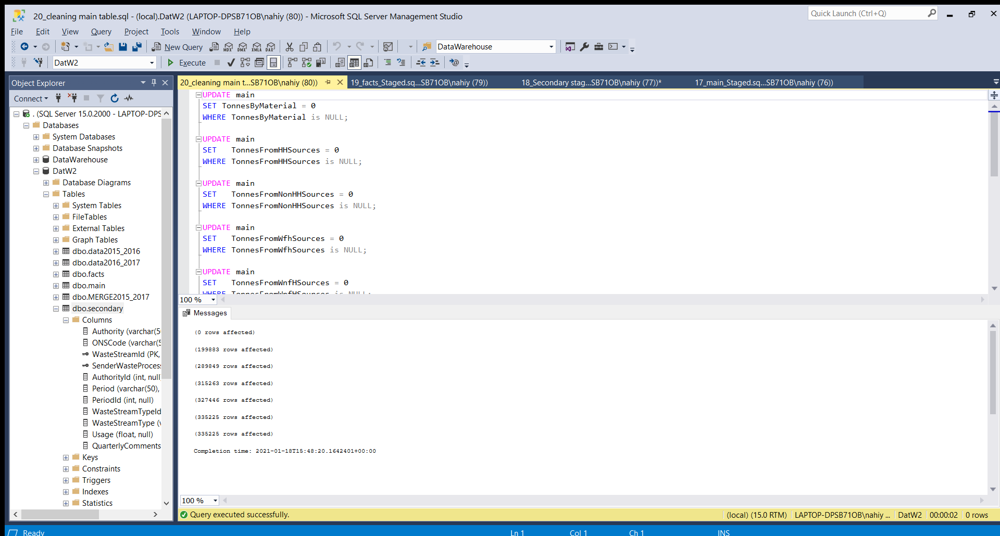 20_cleaning main table.sql - (local).DatW2 (LAPTOP-DPSB71OB\nahiy (80)) - Microsoft SQL Server Management Studio
Quick Launch (Ctrl+Q)
File Edit View Query Project Tools Window Help
New Query MDX DMX XMLA DAX DataWarehouse
DatW2 Execute
Object Explorer
Connect
. (SQL Server 15.0.2000 - LAPTOP-DPS
Databases
System Databases
Database Snapshots
DataWarehouse
DatW2
Database Diagrams
Tables
System Tables
FileTables
External Tables
Graph Tables
dbo.data2015_2016
dbo.data2016_2017
dbo.facts
dbo.main
dbo.MERGE2015_2017
dbo.secondary
Columns
Authority (varchar(5
ONSCode (varchar(5
WasteStreamId (PK,
SenderWasteProces
AuthorityId (int, null
Period (varchar(50),
PeriodId (int, null)
WasteStreamTypeId
WasteStreamType (v
Usage (float, null)
QuarterlyComments
Keys
Constraints
Triggers
Indexes
Statistics
20_cleaning main t...SB71OB\nahiy (80)) 19_facts_Staged.sq...SB71OB\nahiy (79)) 18_Secondary stag...SB71OB\nahiy (77))* 17_main_Staged.sq...SB71OB\nahiy (76))
UPDATE main
SET TonnesByMaterial = 0
WHERE TonnesByMaterial is NULL;
UPDATE main
SET TonnesFromHHSources = 0
WHERE TonnesFromHHSources is NULL;
UPDATE main
SET TonnesFromNonHHSources = 0
WHERE TonnesFromNonHHSources is NULL;
UPDATE main
SET TonnesFromWfhSources = 0
WHERE TonnesFromWfhSources is NULL;
UPDATE main
SET TonnesFromWnfHSources = 0
WHERE TonnesFromWnfHSources is NULL;
100 %
Messages
(0 rows affected)
(199883 rows affected)
(289849 rows affected)
(315263 rows affected)
(327446 rows affected)
(335225 rows affected)
(335225 rows affected)
Completion time: 2021-01-18T15:48:20.1642401+00:00
100 %
Query executed successfully. (local) (15.0 RTM) LAPTOP-DPSB71OB\nahiy ... DatW2 00:00:02 0 rows
Ready Ln 1 Col 1 Ch 1 INS